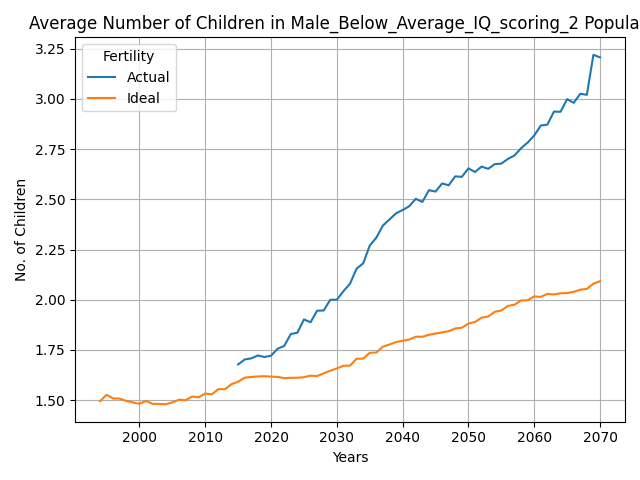 Average Number of Children in Male_Below_Average_IQ_scoring_2 Popula
Fertility
Actual
Ideal
No. of Children
3.25
3.00
2.75
2.50
2.25
2.00
1.75
1.50
2000 2010 2020 2030 2040 2050 2060 2070
Years